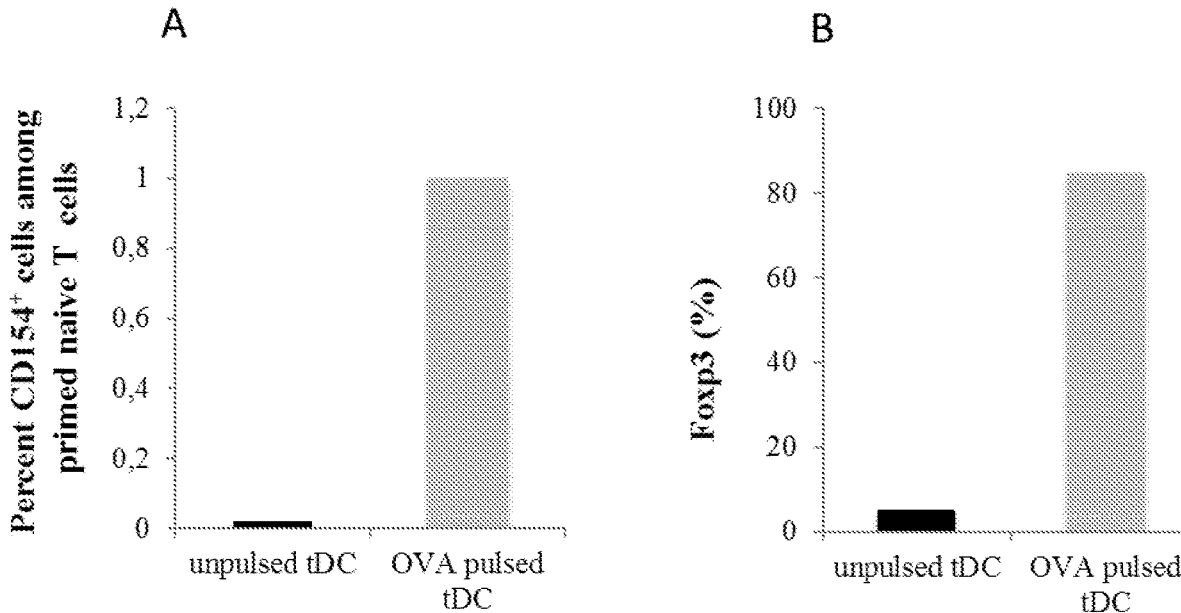 A
Percent CD154⁺ cells among
primed naive T cells
1,2
1
0,8
0,6
0,4
0,2
0
unpulsed tDC
OVA pulsed
tDC
B
Foxp3 (%)
100
80
60
40
20
0
unpulsed tDC
OVA pulsed
tDC